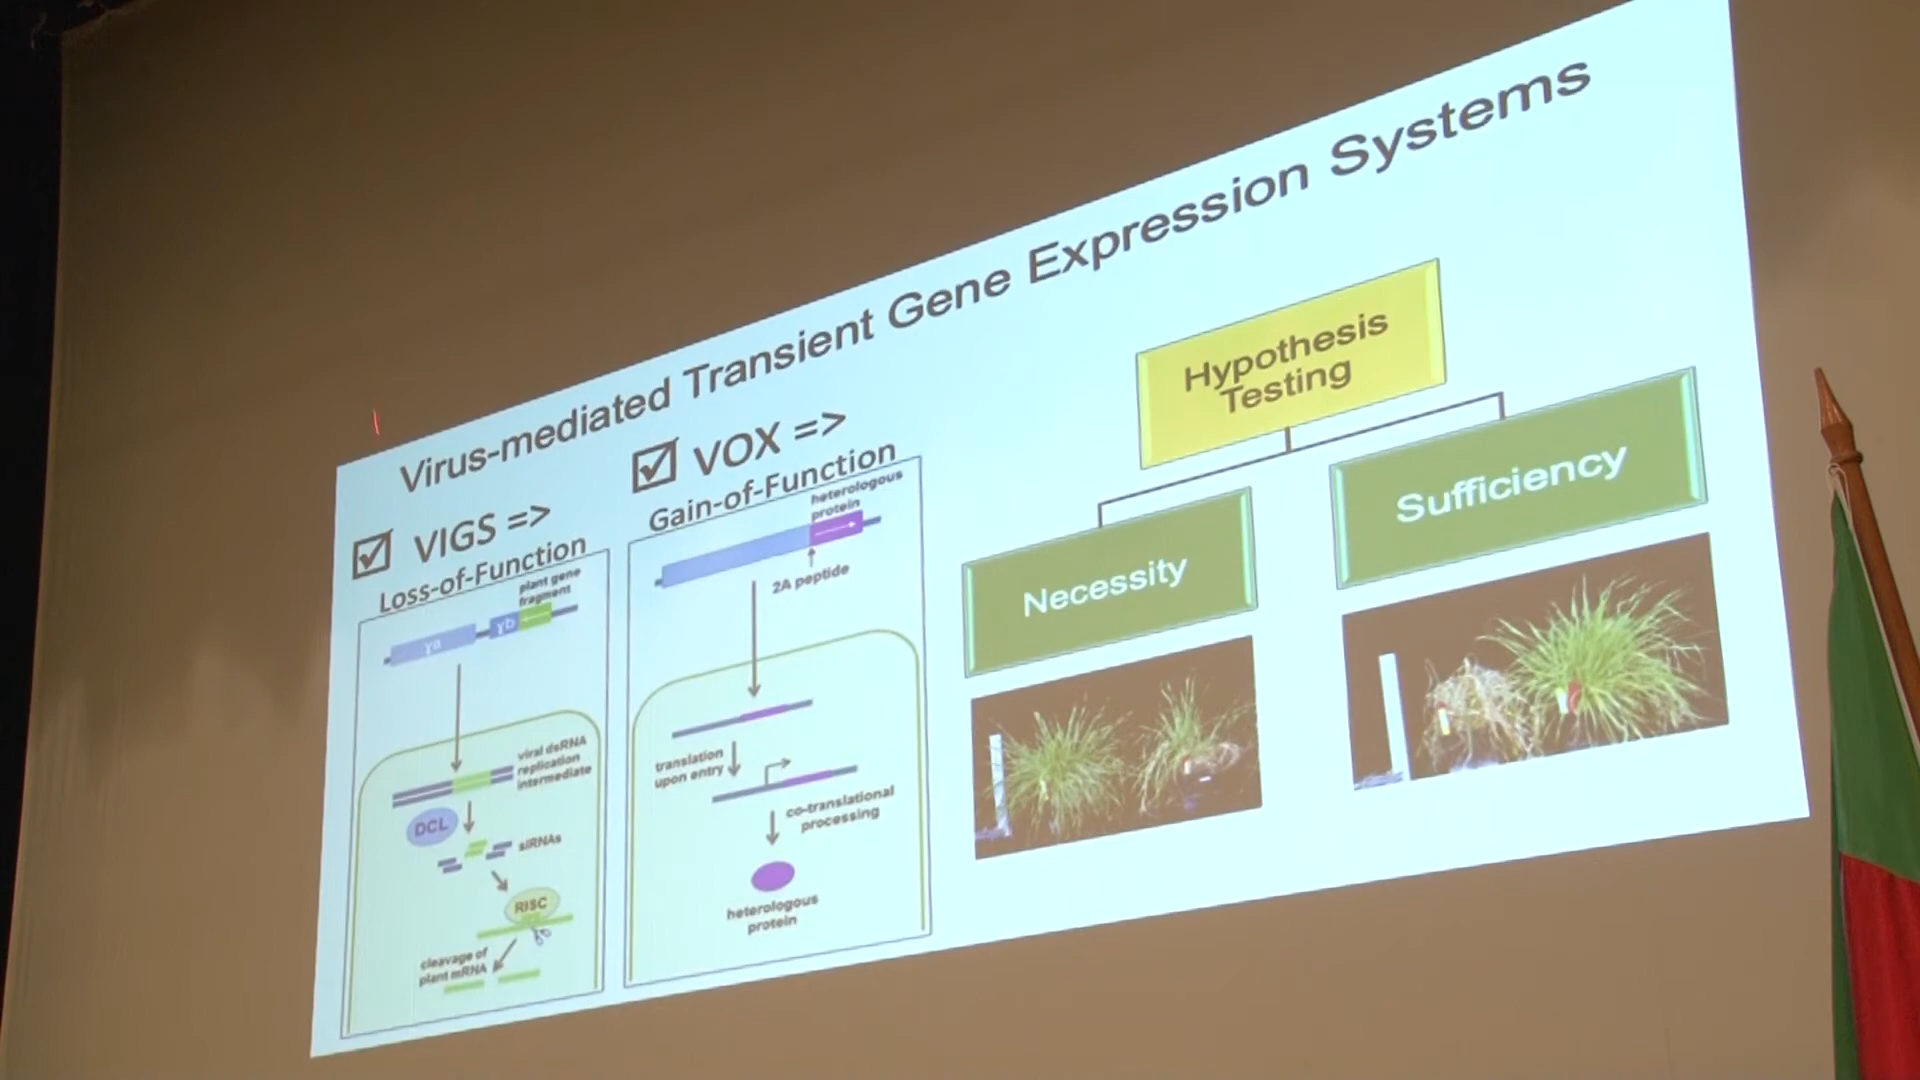 Virus-mediated Transient Gene Expression Systems
VIGS =>
Loss-of-Function
plant gene
fragment
γa
γb
viral dsRNA
replication
intermediate
DCL
siRNAs
RISC
cleavage of
plant mRNA
VOX =>
Gain-of-Function
heterologous
protein
2A peptide
translation
upon entry
co-translational
processing
heterologous
protein
Hypothesis
Testing
Necessity
Sufficiency